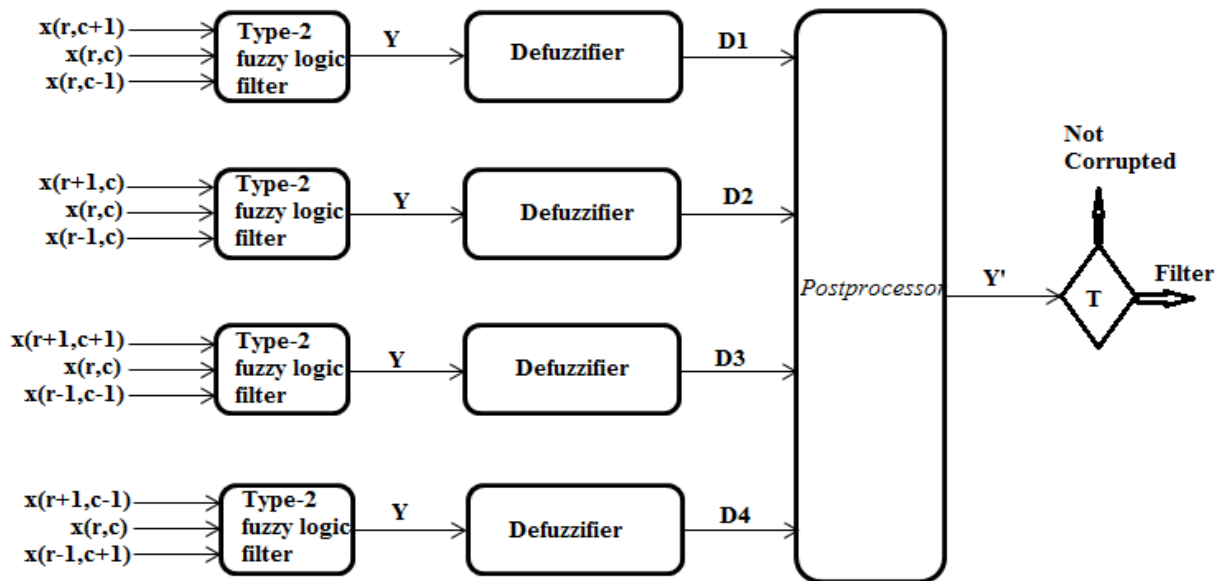 x(r,c+1)
x(r,c)
x(r,c-1)
Type-2
fuzzy logic
filter
Y
Defuzzifier
D1
x(r+1,c)
x(r,c)
x(r-1,c)
Type-2
fuzzy logic
filter
Y
Defuzzifier
D2
x(r+1,c+1)
x(r,c)
x(r-1,c-1)
Type-2
fuzzy logic
filter
Y
Defuzzifier
D3
x(r+1,c-1)
x(r,c)
x(r-1,c+1)
Type-2
fuzzy logic
filter
Y
Defuzzifier
D4
Postprocessor
Y'
T
Not
Corrupted
Filter